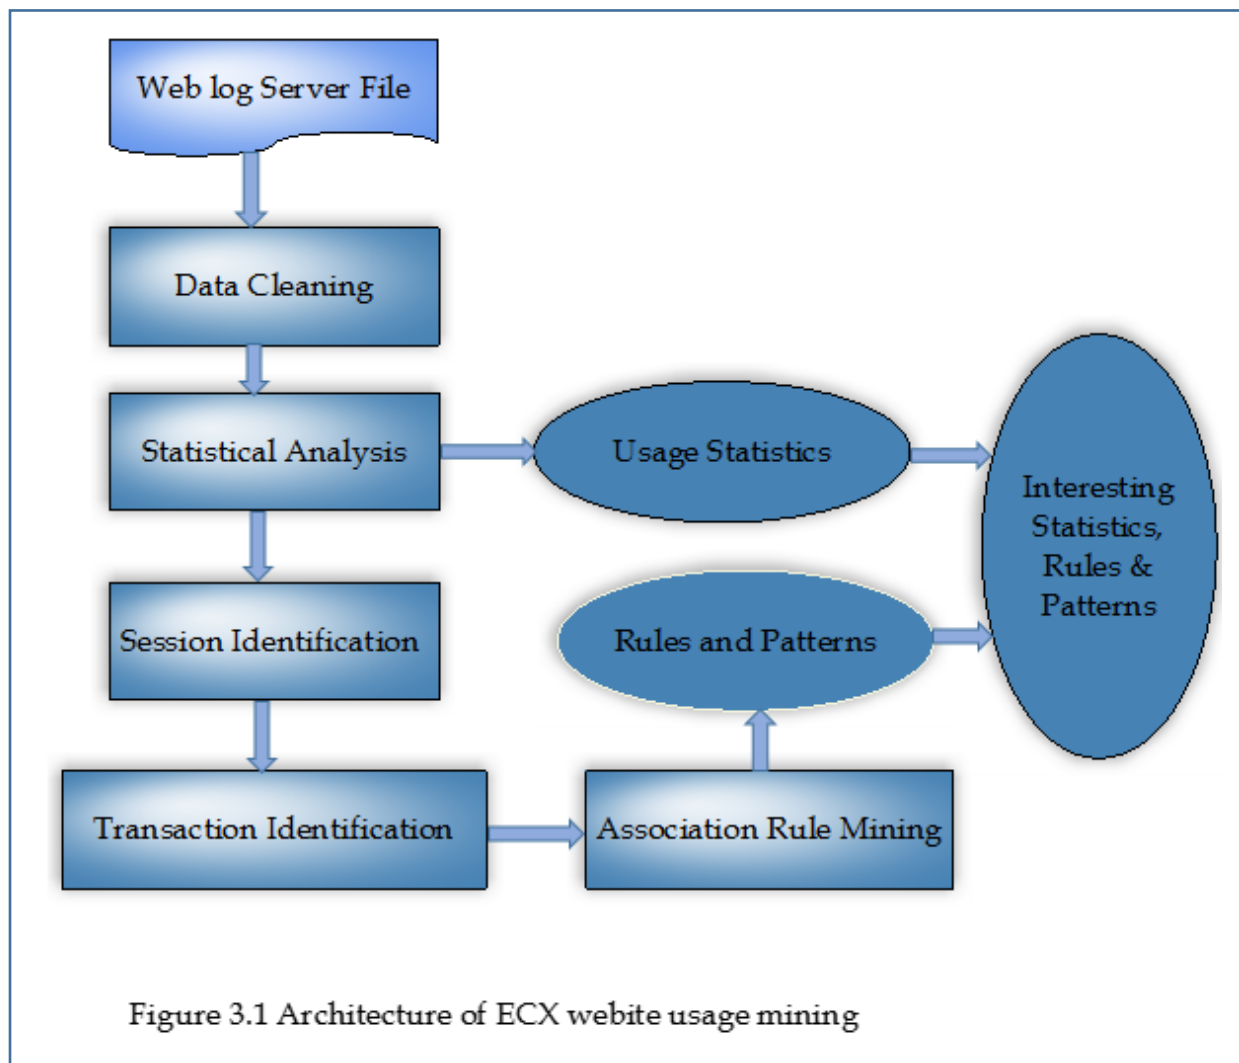 Web log Server File
Data Cleaning
Statistical Analysis
Usage Statistics
Interesting
Statistics,
Rules &
Patterns
Session Identification
Rules and Patterns
Transaction Identification
Association Rule Mining
Figure 3.1 Architecture of ECX webite usage mining